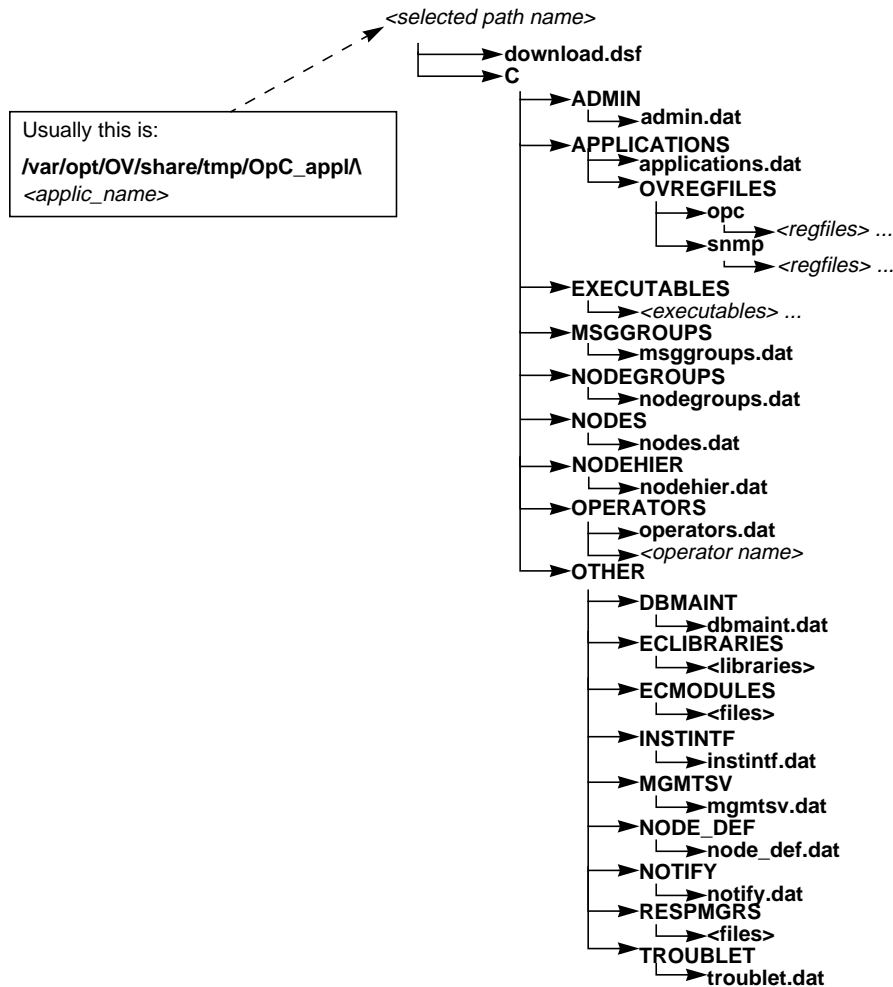 <selected path name>
download.dsf
C
Usually this is:
/var/opt/OV/share/tmp/OpC_appl/\
<applic_name>
ADMIN
admin.dat
APPLICATIONS
applications.dat
OVREGFILES
opc
<regfiles> ...
snmp
<regfiles> ...
EXECUTABLES
<executables> ...
MSGGROUPS
msggroups.dat
NODEGROUPS
nodegroups.dat
NODES
nodes.dat
NODEHIER
nodehier.dat
OPERATORS
operators.dat
<operator name>
OTHER
DBMAINT
dbmaint.dat
ECLIBRARIES
<libraries>
ECMODULES
<files>
INSTINTF
instintf.dat
MGMTSV
mgmtsv.dat
NODE_DEF
node_def.dat
NOTIFY
notify.dat
RESPMGRS
<files>
TROUBLET
troublet.dat